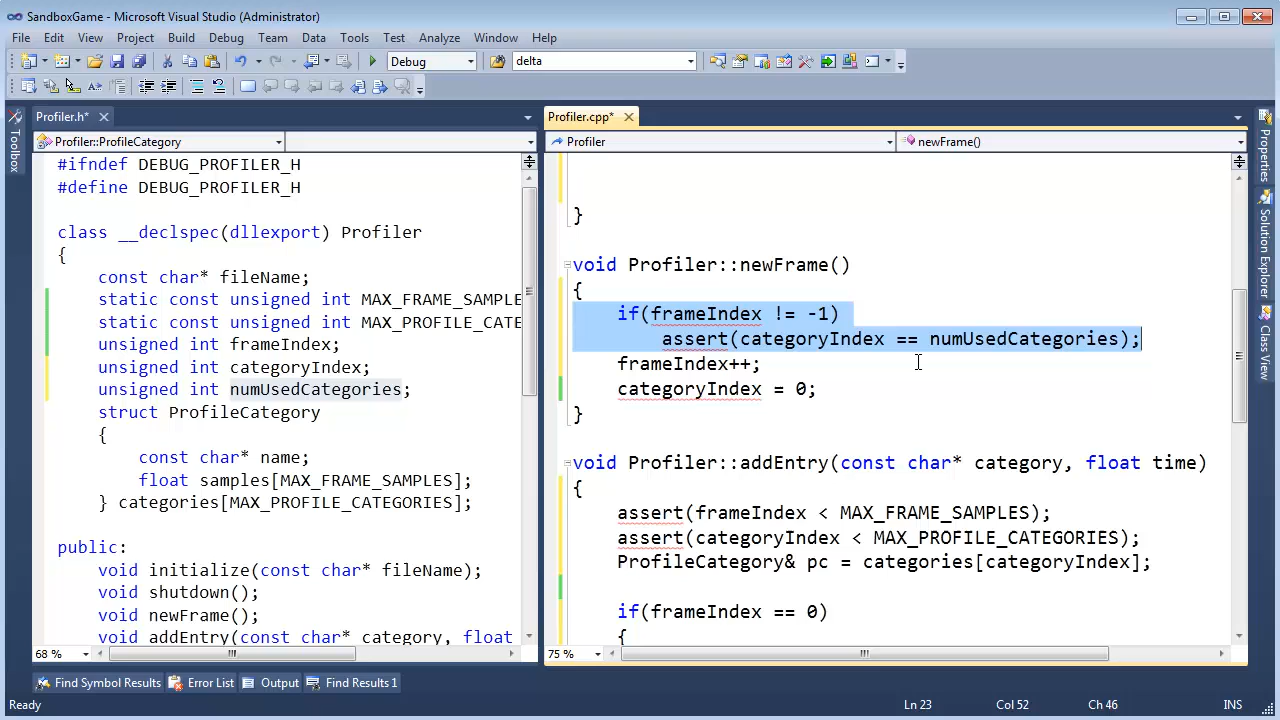 SandboxGame - Microsoft Visual Studio (Administrator)
File Edit View Project Build Debug Team Data Tools Test Analyze Window Help
Debug delta
Profiler.h*
Profiler.cpp*
Profiler::ProfileCategory
Profiler newFrame()
Toolbox
#ifndef DEBUG_PROFILER_H
#define DEBUG_PROFILER_H
class __declspec(dllexport) Profiler
{
const char* fileName;
static const unsigned int MAX_FRAME_SAMPLE
static const unsigned int MAX_PROFILE_CATE
unsigned int frameIndex;
unsigned int categoryIndex;
unsigned int numUsedCategories;
struct ProfileCategory
{
const char* name;
float samples[MAX_FRAME_SAMPLES];
} categories[MAX_PROFILE_CATEGORIES];
public:
void initialize(const char* fileName);
void shutdown();
void newFrame();
void addEntry(const char* category, float
68 %
}
void Profiler::newFrame()
{
if(frameIndex != -1)
assert(categoryIndex == numUsedCategories);
frameIndex++;
categoryIndex = 0;
}
void Profiler::addEntry(const char* category, float time)
{
assert(frameIndex < MAX_FRAME_SAMPLES);
assert(categoryIndex < MAX_PROFILE_CATEGORIES);
ProfileCategory& pc = categories[categoryIndex];
if(frameIndex == 0)
{
75 %
Properties
Solution Explorer
Class View
Find Symbol Results Error List Output Find Results 1
Ready Ln 23 Col 52 Ch 46 INS